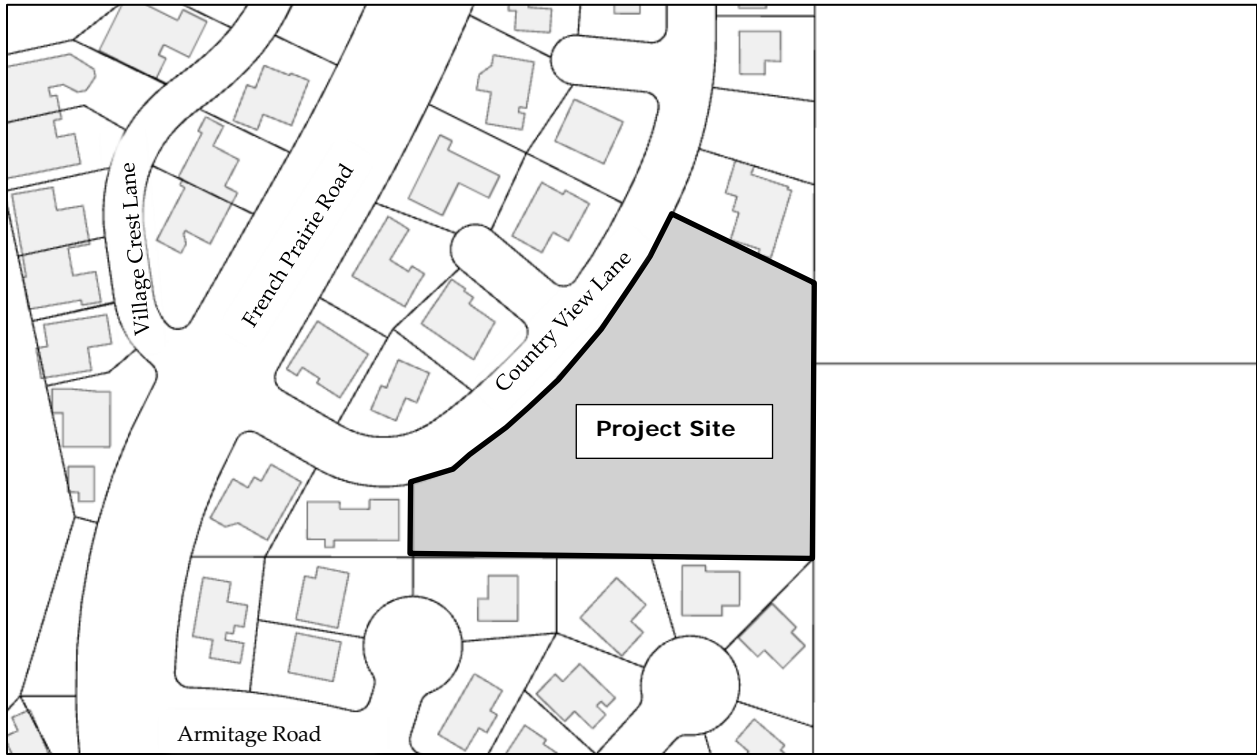 Village Crest Lane
French Prairie Road
Country View Lane
Project Site
Armitage Road